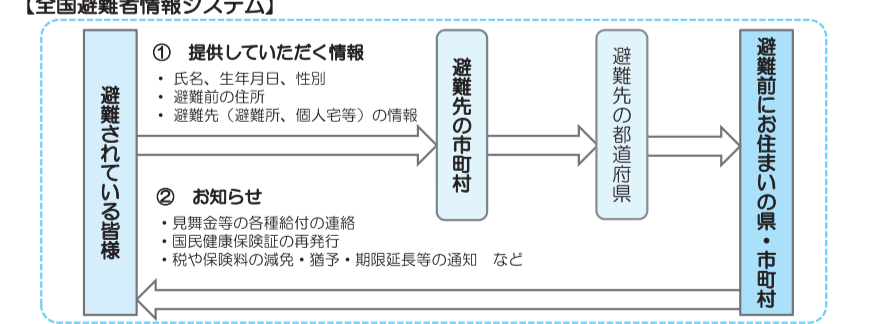 【全国避難者情報システム】
① 提供していただく情報
・ 氏名、生年月日、性別
・ 避難前の住所
・ 避難先（避難所、個人宅等）の情報
避難されている皆様
避難先の市町村
避難先の都道府県
避難前にお住まいの県・市町村
② お知らせ
・見舞金等の各種給付の連絡
・国民健康保険証の再発行
・税や保険料の減免・猶予・期限延長等の通知 など